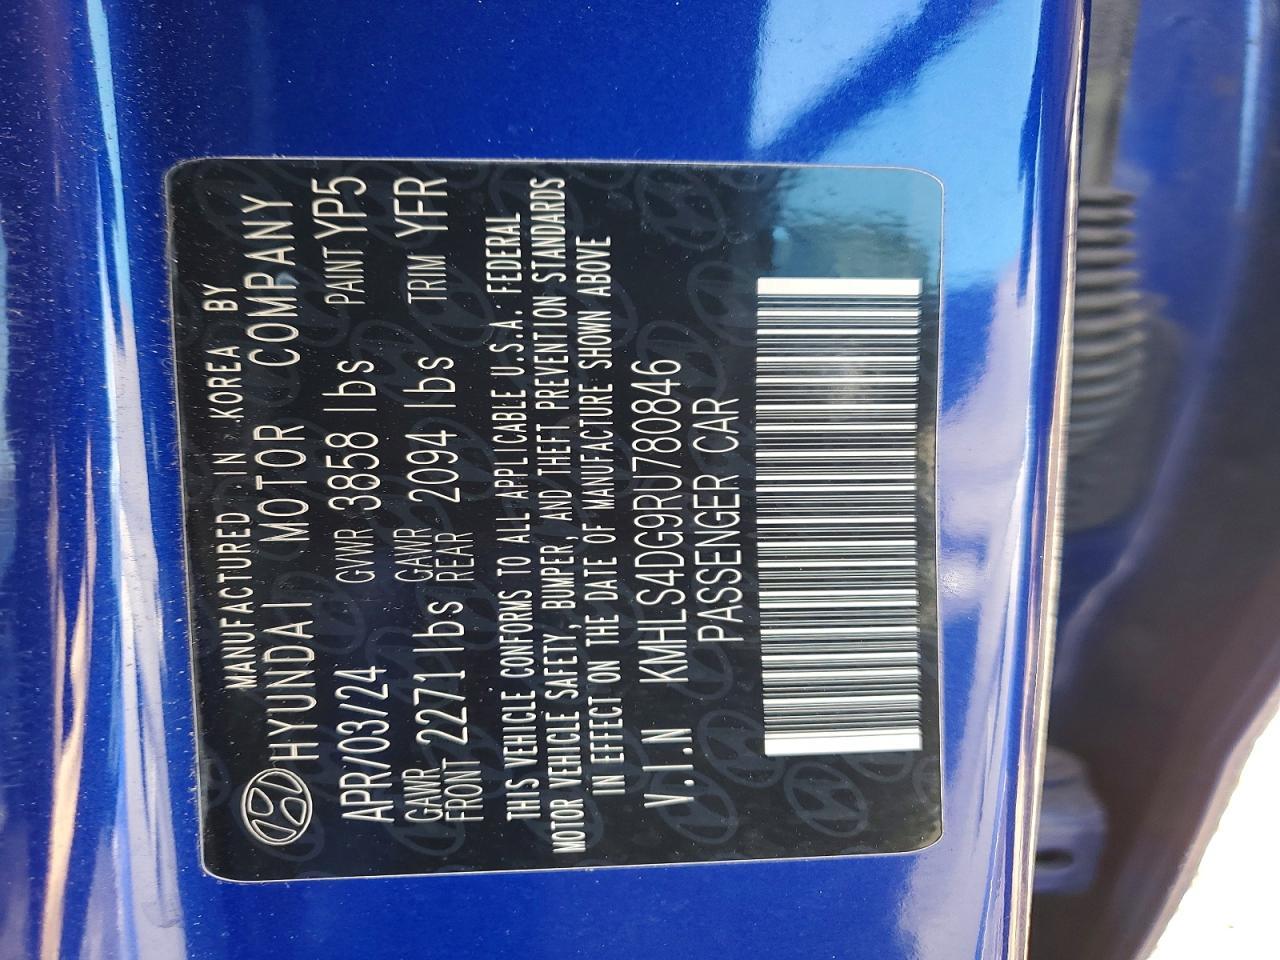 MANUFACTURED IN KOREA BY
HYUNDAI MOTOR COMPANY
APR/03/24 GVWR 3858 lbs PAINT YP5
GAWR FRONT 2271 lbs GAWR REAR 2094 lbs TRIM YFR
THIS VEHICLE CONFORMS TO ALL APPLICABLE U.S.A. FEDERAL
MOTOR VEHICLE SAFETY, BUMPER, AND THEFT PREVENTION STANDARDS
IN EFFECT ON THE DATE OF MANUFACTURE SHOWN ABOVE
V.I.N KMHLS4DG9RU780846
PASSENGER CAR